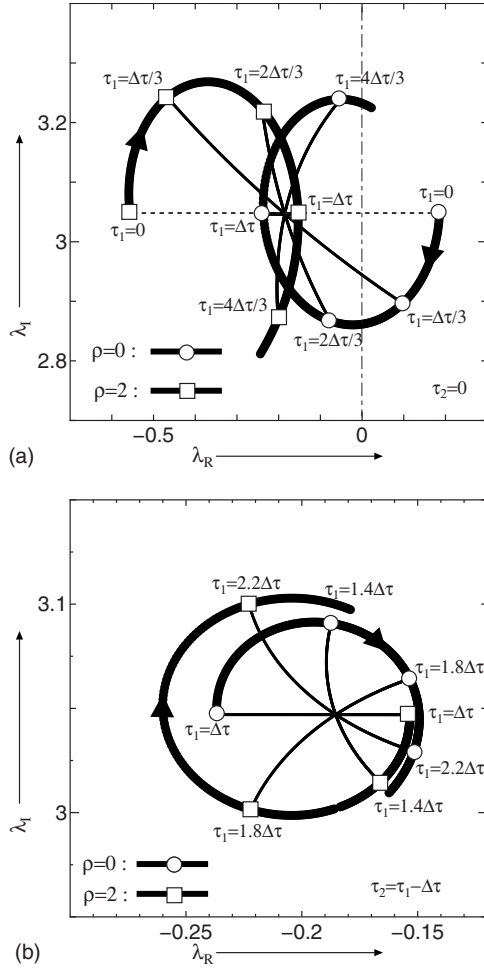 τ₁=Δτ/3
τ₁=2Δτ/3
τ₁=4Δτ/3
3.2
τ₁=0
τ₁=Δτ
τ₁=Δτ
τ₁=0
3
λI
τ₁=4Δτ/3
τ₁=2Δτ/3
τ₁=Δτ/3
ρ=0 :
ρ=2 :
2.8
τ₂=0
(a)
−0.5
0
λR
τ₁=2.2Δτ
τ₁=1.4Δτ
3.1
τ₁=1.8Δτ
τ₁=Δτ
τ₁=Δτ
τ₁=2.2Δτ
λI
3
τ₁=1.8Δτ
τ₁=1.4Δτ
ρ=0 :
ρ=2 :
τ₂=τ₁−Δτ
(b)
−0.25
−0.2
−0.15
λR